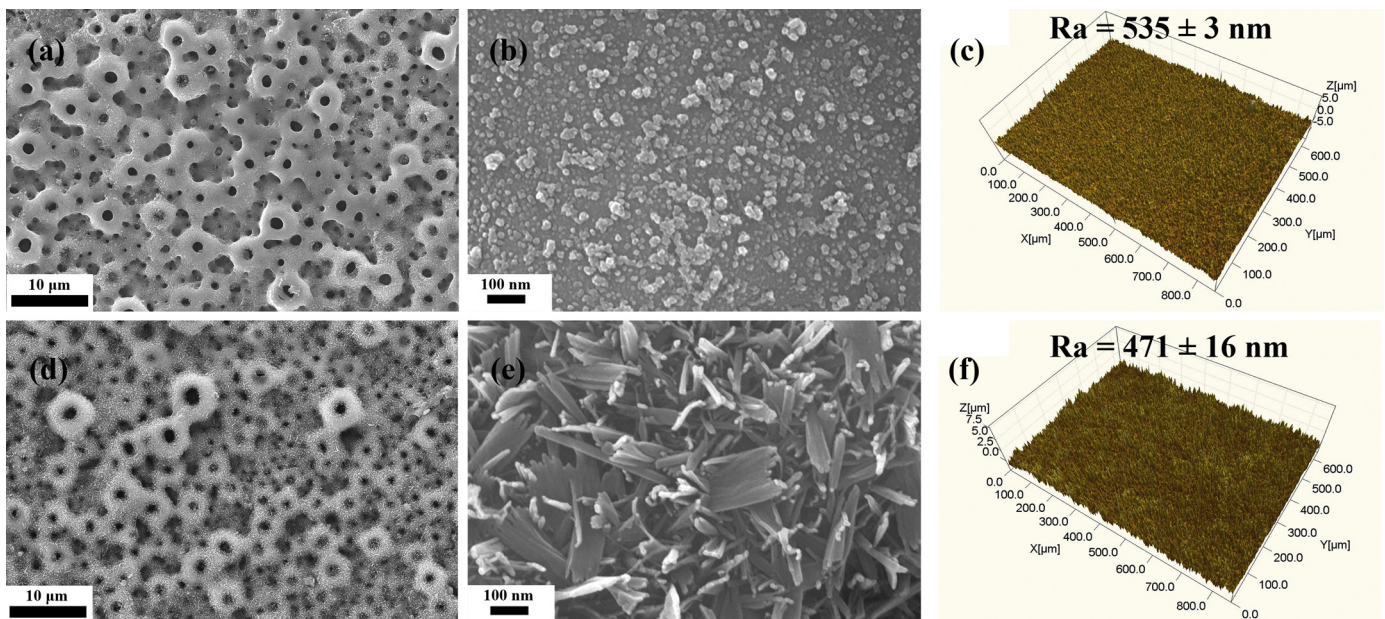 (a)
10 μm
(b)
100 nm
(c)
Ra = 535 ± 3 nm
Z[µm]
5.0
0.0
-5.0
600.0
500.0
400.0
300.0
Y[µm]
200.0
100.0
0.0
0.0
100.0
200.0
300.0
X[µm]
400.0
500.0
600.0
700.0
800.0
(d)
10 μm
(e)
100 nm
(f)
Ra = 471 ± 16 nm
Z[µm]
7.5
5.0
2.5
0.0
600.0
500.0
400.0
300.0
Y[µm]
200.0
100.0
0.0
0.0
100.0
200.0
300.0
X[µm]
400.0
500.0
600.0
700.0
800.0